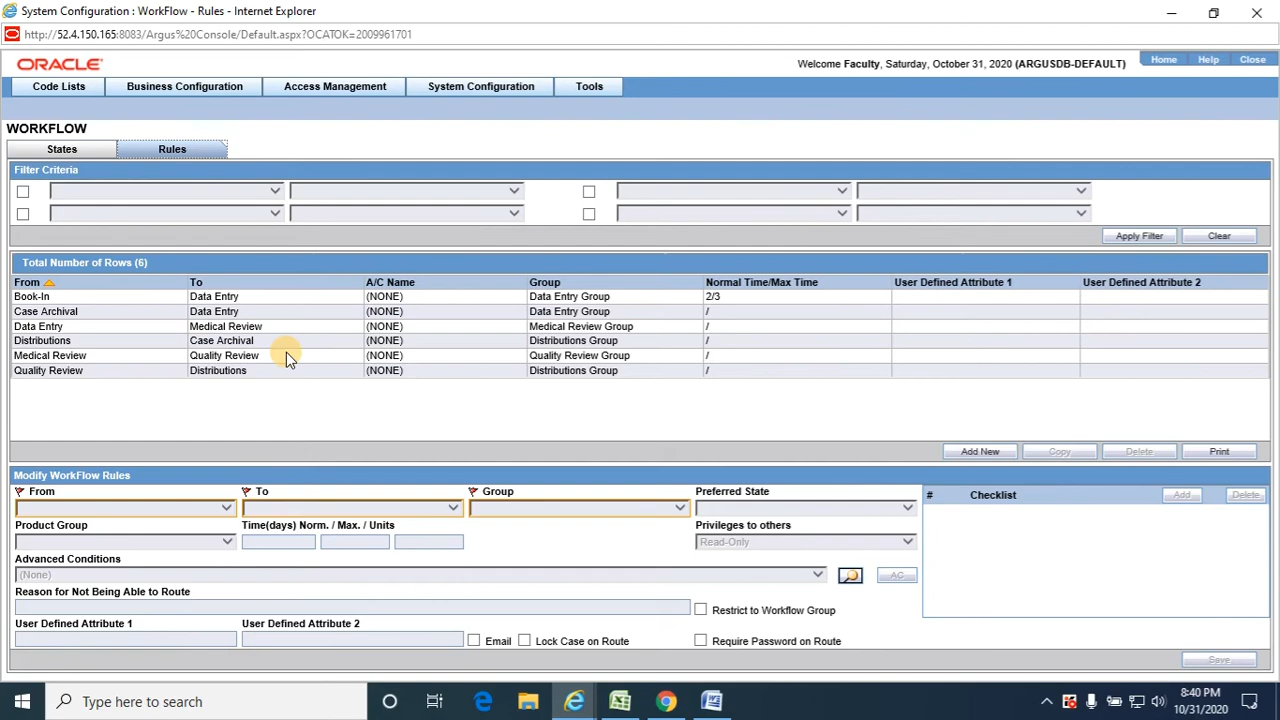 System Configuration : WorkFlow - Rules - Internet Explorer
http://52.4.150.165:8083/Argus%20Console/Default.aspx?OCATOK=2009961701
ORACLE
Welcome Faculty, Saturday, October 31, 2020 (ARGUSDB-DEFAULT)
Home Help Close
Code Lists Business Configuration Access Management System Configuration Tools
WORKFLOW
States Rules
Filter Criteria
Apply Filter Clear
Total Number of Rows (6)
From To A/C Name Group Normal Time/Max Time User Defined Attribute 1 User Defined Attribute 2
Book-In Data Entry (NONE) Data Entry Group 2/3
Case Archival Data Entry (NONE) Data Entry Group /
Data Entry Medical Review (NONE) Medical Review Group /
Distributions Case Archival (NONE) Distributions Group /
Medical Review Quality Review (NONE) Quality Review Group /
Quality Review Distributions (NONE) Distributions Group /
Add New Copy Delete Print
Modify WorkFlow Rules
From To Group Preferred State # Checklist Add Delete
Product Group Time(days) Norm. / Max. / Units Privileges to others
Read-Only
Advanced Conditions
(None) AC
Reason for Not Being Able to Route
Restrict to Workflow Group
User Defined Attribute 1 User Defined Attribute 2
Email Lock Case on Route Require Password on Route
Save
Type here to search
8:40 PM
10/31/2020